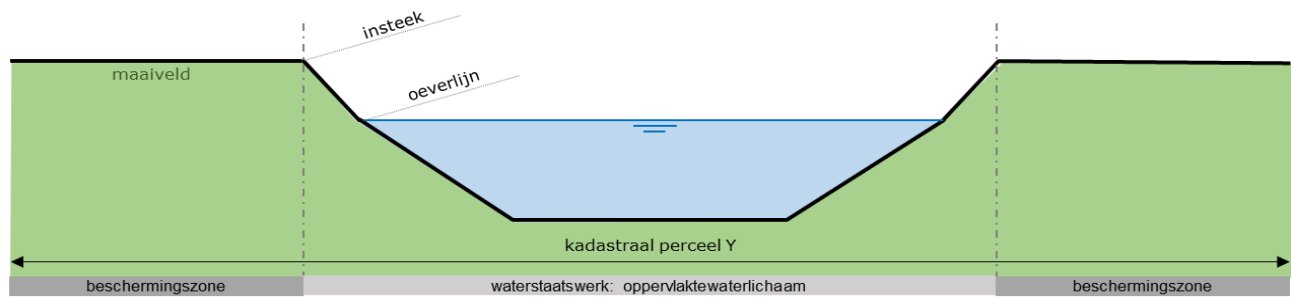 insteek
maaiveld
oeverlijn
kadastraal perceel Y
beschermingszone
waterstaatswerk: oppervlaktewaterlichaam
beschermingszone